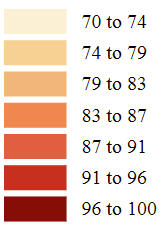 70 to 74
74 to 79
79 to 83
83 to 87
87 to 91
91 to 96
96 to 100